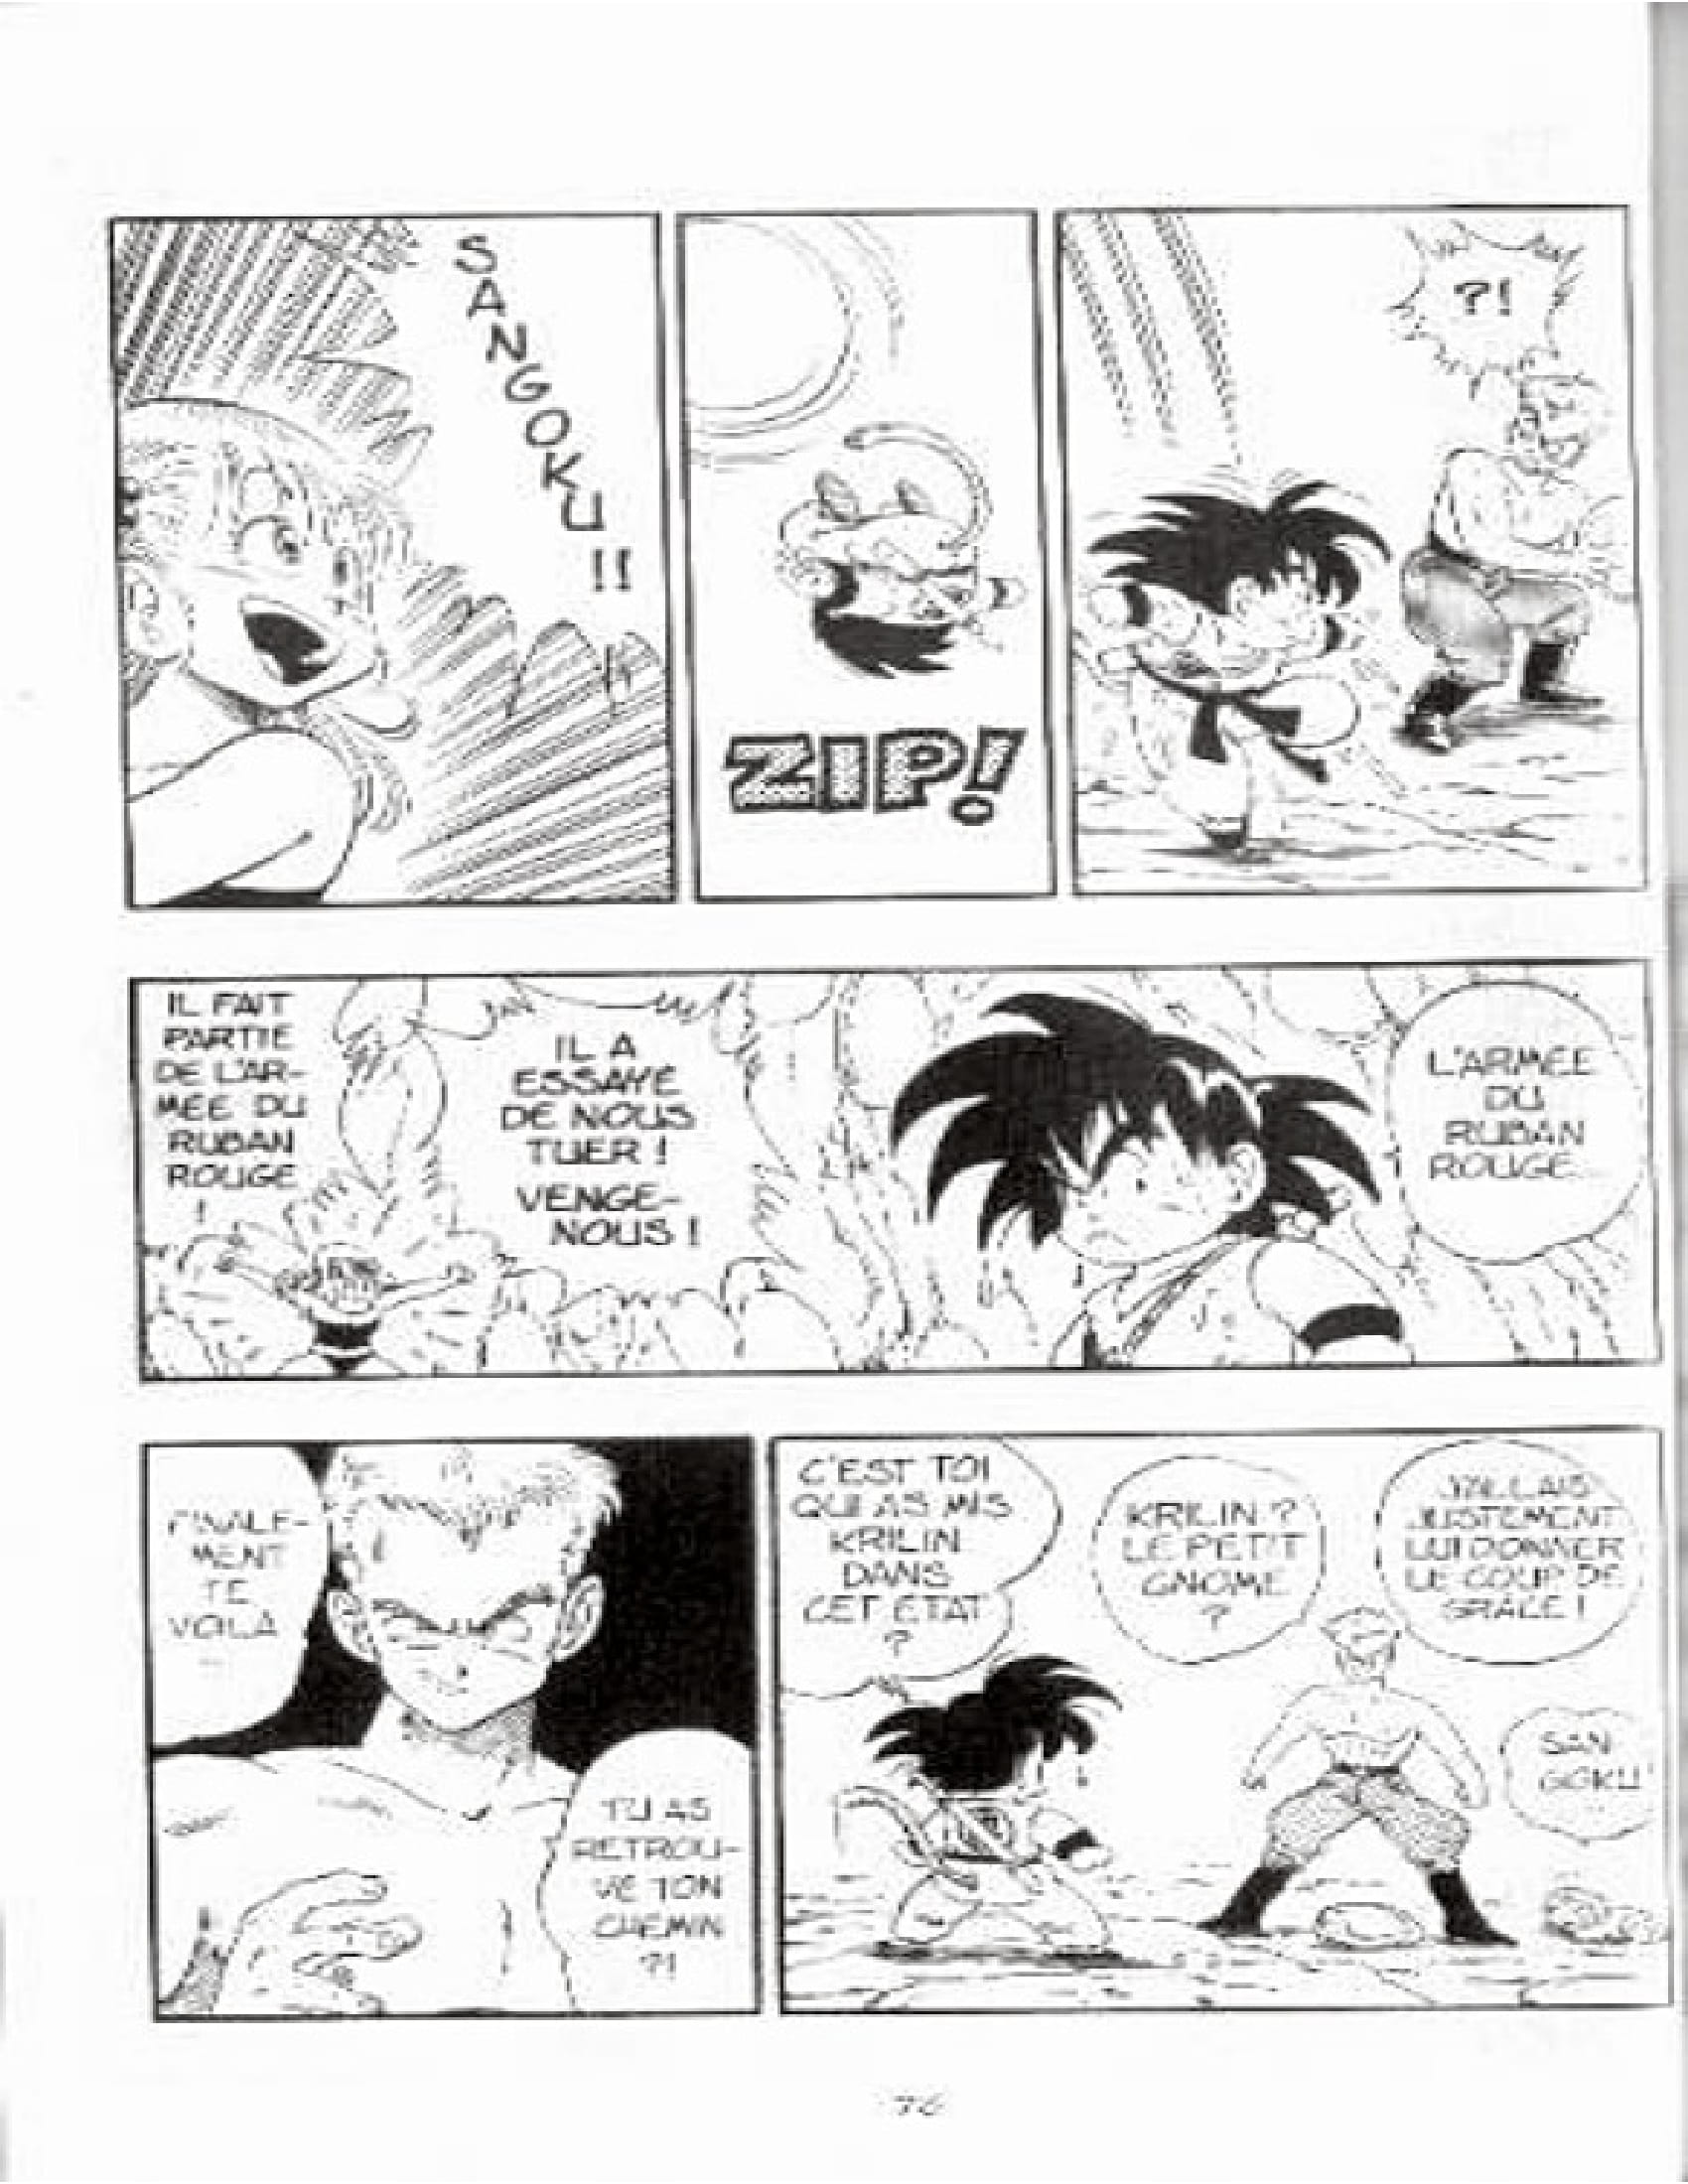 SANGOKU!!
ZIP!
?!
IL FAIT
PARTIE
DE L'AR-
MÉE DU
RUBAN
ROUGE
!
IL A
ESSAYÉ
DE NOUS
TUER !
VENGE-
NOUS !
L'ARMÉE
DU
RUBAN
ROUGE...
FINALE-
MENT
TE
VOILA
...
TU AS
RETROU-
VÉ TON
CHEMIN
?!
C'EST TOI
QUI AS MIS
KRILIN
DANS
CET ETAT
?
KRILIN ?
LE PETIT
GNOME
?
J'ALLAIS
JUSTEMENT
LUI DONNER
LE COUP DE
GRÂCE !
SAN
GOKU
76